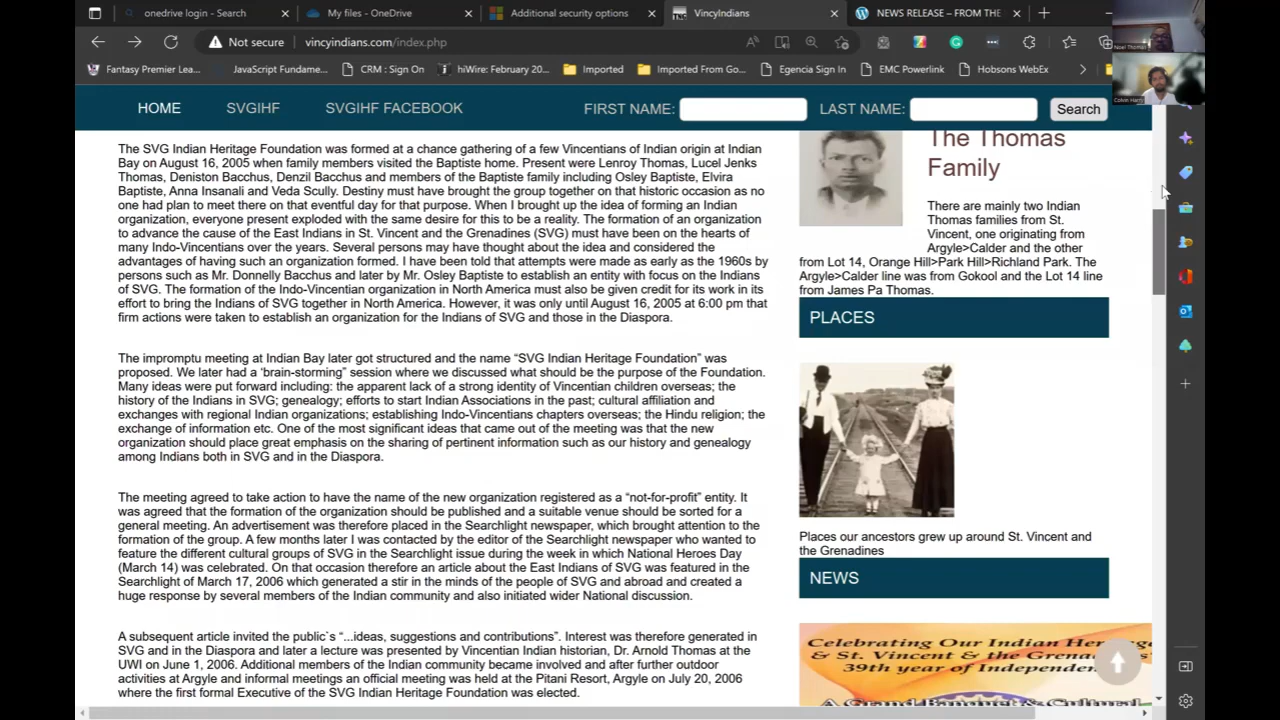 onedrive login - Search
My files - OneDrive
Additional security options
VincyIndians
NEWS RELEASE – FROM THE
Not secure
vincyindians.com/index.php
Fantasy Premier Lea...
JavaScript Fundame...
CRM : Sign On
hiWire: February 20...
Imported
Imported From Go...
Egencia Sign In
EMC Powerlink
Hobsons WebEx
Noel Thomas
HOME
SVGIHF
SVGIHF FACEBOOK
FIRST NAME:
LAST NAME:
Search
The SVG Indian Heritage Foundation was formed at a chance gathering of a few Vincentians of Indian origin at Indian
Bay on August 16, 2005 when family members visited the Baptiste home. Present were Lenroy Thomas, Lucel Jenks
Thomas, Deniston Bacchus, Denzil Bacchus and members of the Baptiste family including Osley Baptiste, Elvira
Baptiste, Anna Insanali and Veda Scully. Destiny must have brought the group together on that historic occasion as no
one had plan to meet there on that eventful day for that purpose. When I brought up the idea of forming an Indian
organization, everyone present exploded with the same desire for this to be a reality. The formation of an organization
to advance the cause of the East Indians in St. Vincent and the Grenadines (SVG) must have been on the hearts of
many Indo-Vincentians over the years. Several persons may have thought about the idea and considered the
advantages of having such an organization formed. I have been told that attempts were made as early as the 1960s by
persons such as Mr. Donnelly Bacchus and later by Mr. Osley Baptiste to establish an entity with focus on the Indians
of SVG. The formation of the Indo-Vincentian organization in North America must also be given credit for its work in its
effort to bring the Indians of SVG together in North America. However, it was only until August 16, 2005 at 6:00 pm that
firm actions were taken to establish an organization for the Indians of SVG and those in the Diaspora.
The impromptu meeting at Indian Bay later got structured and the name “SVG Indian Heritage Foundation” was
proposed. We later had a ‘brain-storming” session where we discussed what should be the purpose of the Foundation.
Many ideas were put forward including: the apparent lack of a strong identity of Vincentian children overseas; the
history of the Indians in SVG; genealogy; efforts to start Indian Associations in the past; cultural affiliation and
exchanges with regional Indian organizations; establishing Indo-Vincentians chapters overseas; the Hindu religion; the
exchange of information etc. One of the most significant ideas that came out of the meeting was that the new
organization should place great emphasis on the sharing of pertinent information such as our history and genealogy
among Indians both in SVG and in the Diaspora.
The meeting agreed to take action to have the name of the new organization registered as a “not-for-profit” entity. It
was agreed that the formation of the organization should be published and a suitable venue should be sorted for a
general meeting. An advertisement was therefore placed in the Searchlight newspaper, which brought attention to the
formation of the group. A few months later I was contacted by the editor of the Searchlight newspaper who wanted to
feature the different cultural groups of SVG in the Searchlight issue during the week in which National Heroes Day
(March 14) was celebrated. On that occasion therefore an article about the East Indians of SVG was featured in the
Searchlight of March 17, 2006 which generated a stir in the minds of the people of SVG and abroad and created a
huge response by several members of the Indian community and also initiated wider National discussion.
A subsequent article invited the public`s “...ideas, suggestions and contributions”. Interest was therefore generated in
SVG and in the Diaspora and later a lecture was presented by Vincentian Indian historian, Dr. Arnold Thomas at the
UWI on June 1, 2006. Additional members of the Indian community became involved and after further outdoor
activities at Argyle and informal meetings an official meeting was held at the Pitani Resort, Argyle on July 20, 2006
where the first formal Executive of the SVG Indian Heritage Foundation was elected.
The Thomas
Family
There are mainly two Indian
Thomas families from St.
Vincent, one originating from
Argyle>Calder and the other
from Lot 14, Orange Hill>Park Hill>Richland Park. The
Argyle>Calder line was from Gokool and the Lot 14 line
from James Pa Thomas.
PLACES
Places our ancestors grew up around St. Vincent and
the Grenadines
NEWS
Celebrating Our Indian Heritag
& St. Vincent & the Grena
39th year of Independen
A Grand Banquet & Cultural